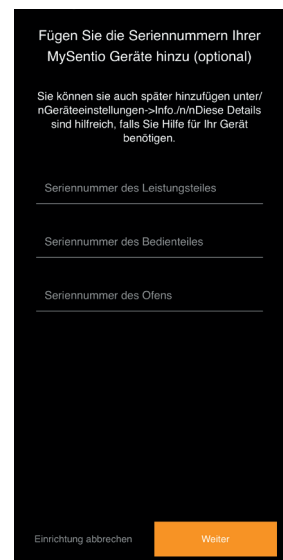 Fügen Sie die Seriennummern Ihrer
MySentio Geräte hinzu (optional)
Sie können sie auch später hinzufügen unter/
nGeräteeinstellungen->Info./n/nDiese Details
sind hilfreich, falls Sie Hilfe für Ihr Gerät
benötigen.
Seriennummer des Leistungsteiles
Seriennummer des Bedienteiles
Seriennummer des Ofens
Einrichtung abbrechen
Weiter